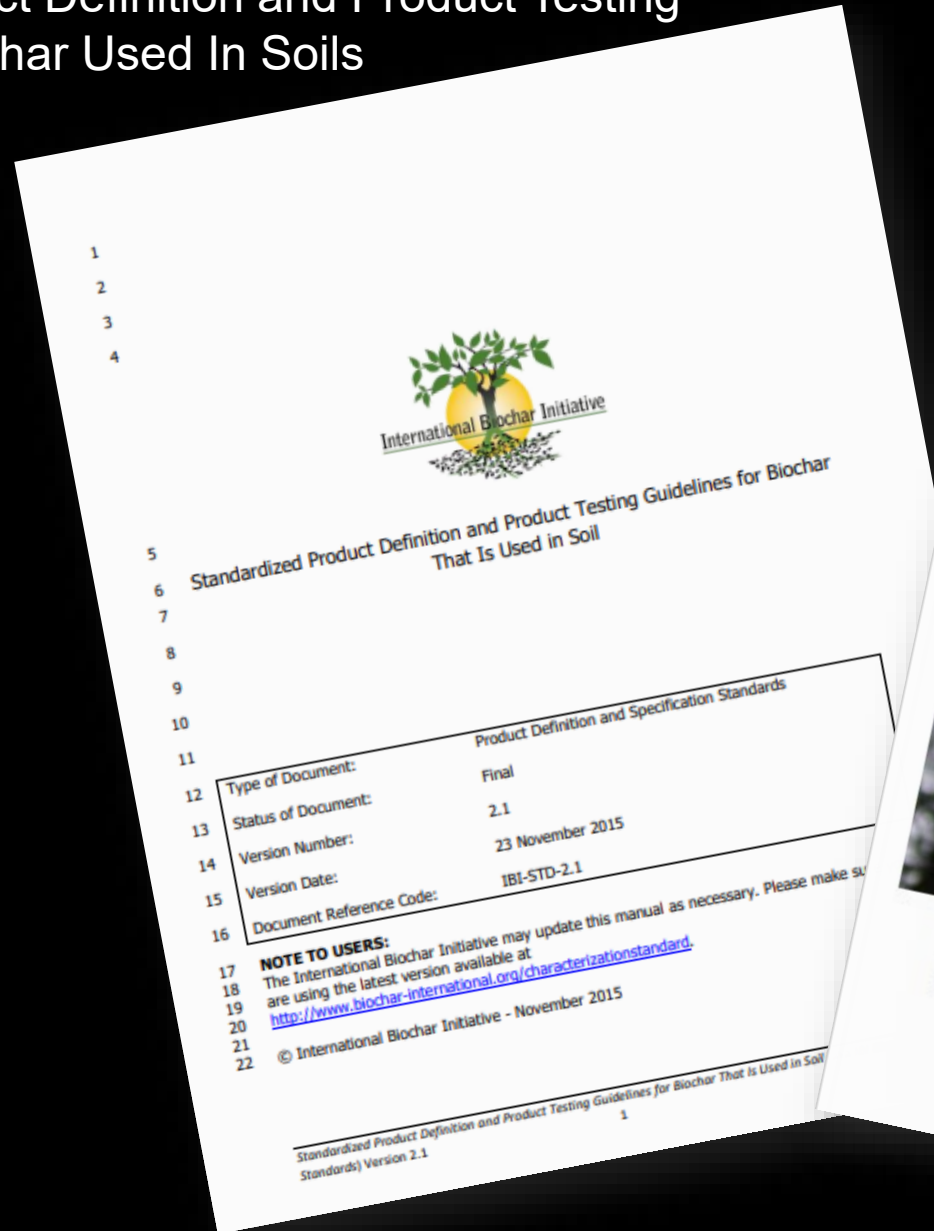 ct Definition and Product Testing
har Used In Soils
1
2
3
4
International Biochar Initiative
5 Standardized Product Definition and Product Testing Guidelines for Biochar
6 That Is Used in Soil
7
8
9
10
11
12 Type of Document: Product Definition and Specification Standards
13 Status of Document: Final
14 Version Number: 2.1
15 Version Date: 23 November 2015
16 Document Reference Code: IBI-STD-2.1
17 NOTE TO USERS:
18 The International Biochar Initiative may update this manual as necessary. Please make su
19 are using the latest version available at
20 http://www.biochar-international.org/characterizationstandard.
21
22 © International Biochar Initiative - November 2015
Standardized Product Definition and Product Testing Guidelines for Biochar That Is Used in Soil
Standards) Version 2.1
1